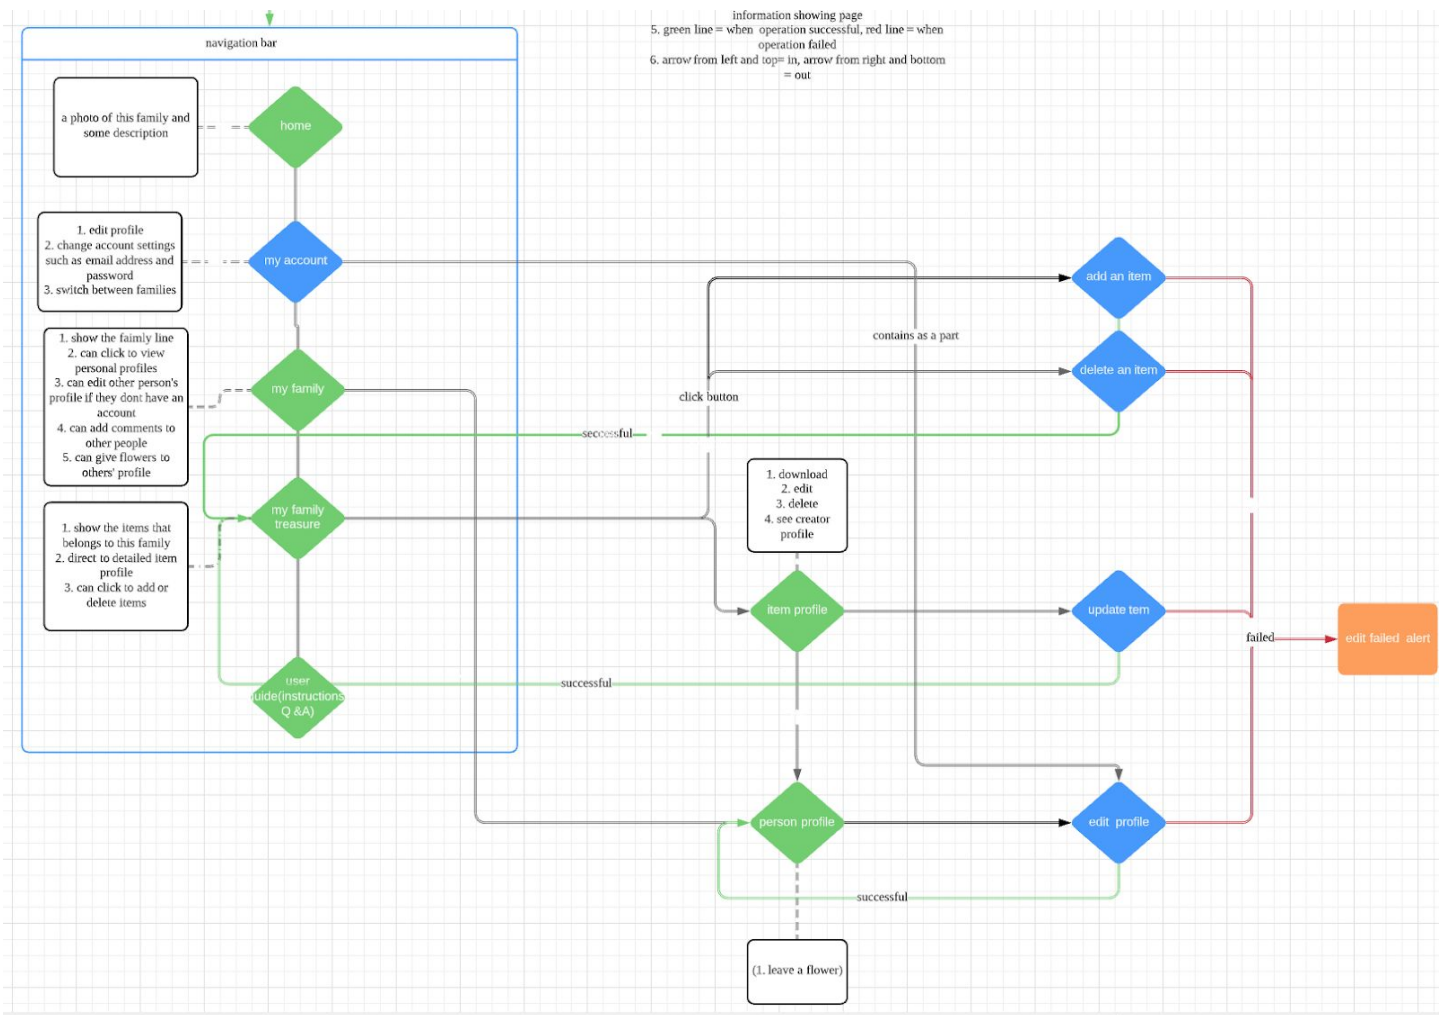 information showing page
5. green line = when operation successful, red line = when
operation failed
6. arrow from left and top= in, arrow from right and bottom
= out
navigation bar
a photo of this family and
some description
home
1. edit profile
2. change account settings
such as email address and
password
3. switch between families
my account
1. show the faimly line
2. can click to view
personal profiles
3. can edit other person's
profile if they dont have an
account
4. can add comments to
other people
5. can give flowers to
others' profile
my family
1. show the items that
belongs to this family
2. direct to detailed item
profile
3. can click to add or
delete items
my family
treasure
user
uide(instructions
Q &A)
add an item
contains as a part
delete an item
click button
seccessful
1. download
2. edit
3. delete
4. see creator
profile
item profile
update tem
failed
edit failed alert
successful
person profile
edit profile
successful
(1. leave a flower)